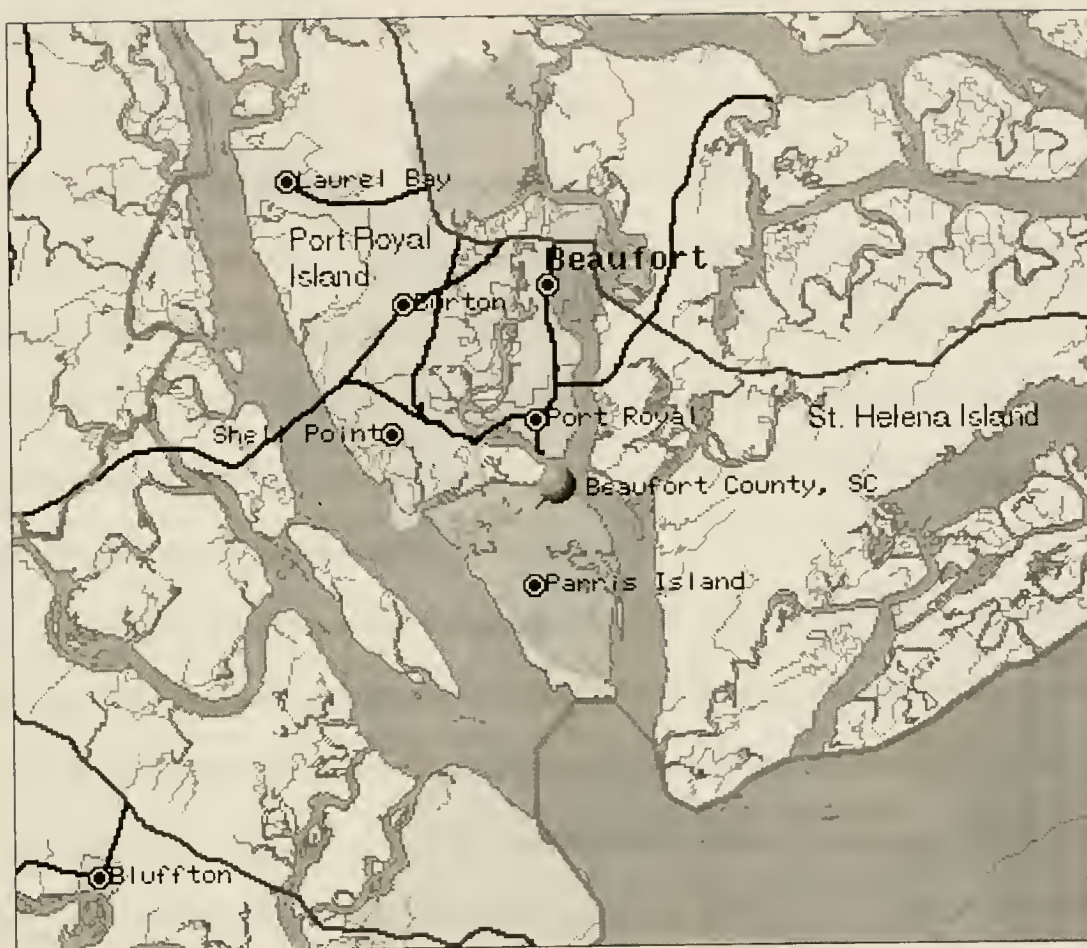 Laurel Bay
Port Royal
Island
Beaufort
Burton
Port Royal
St. Helena Island
Shell Point
Beaufort County, SC
Parris Island
Bluffton